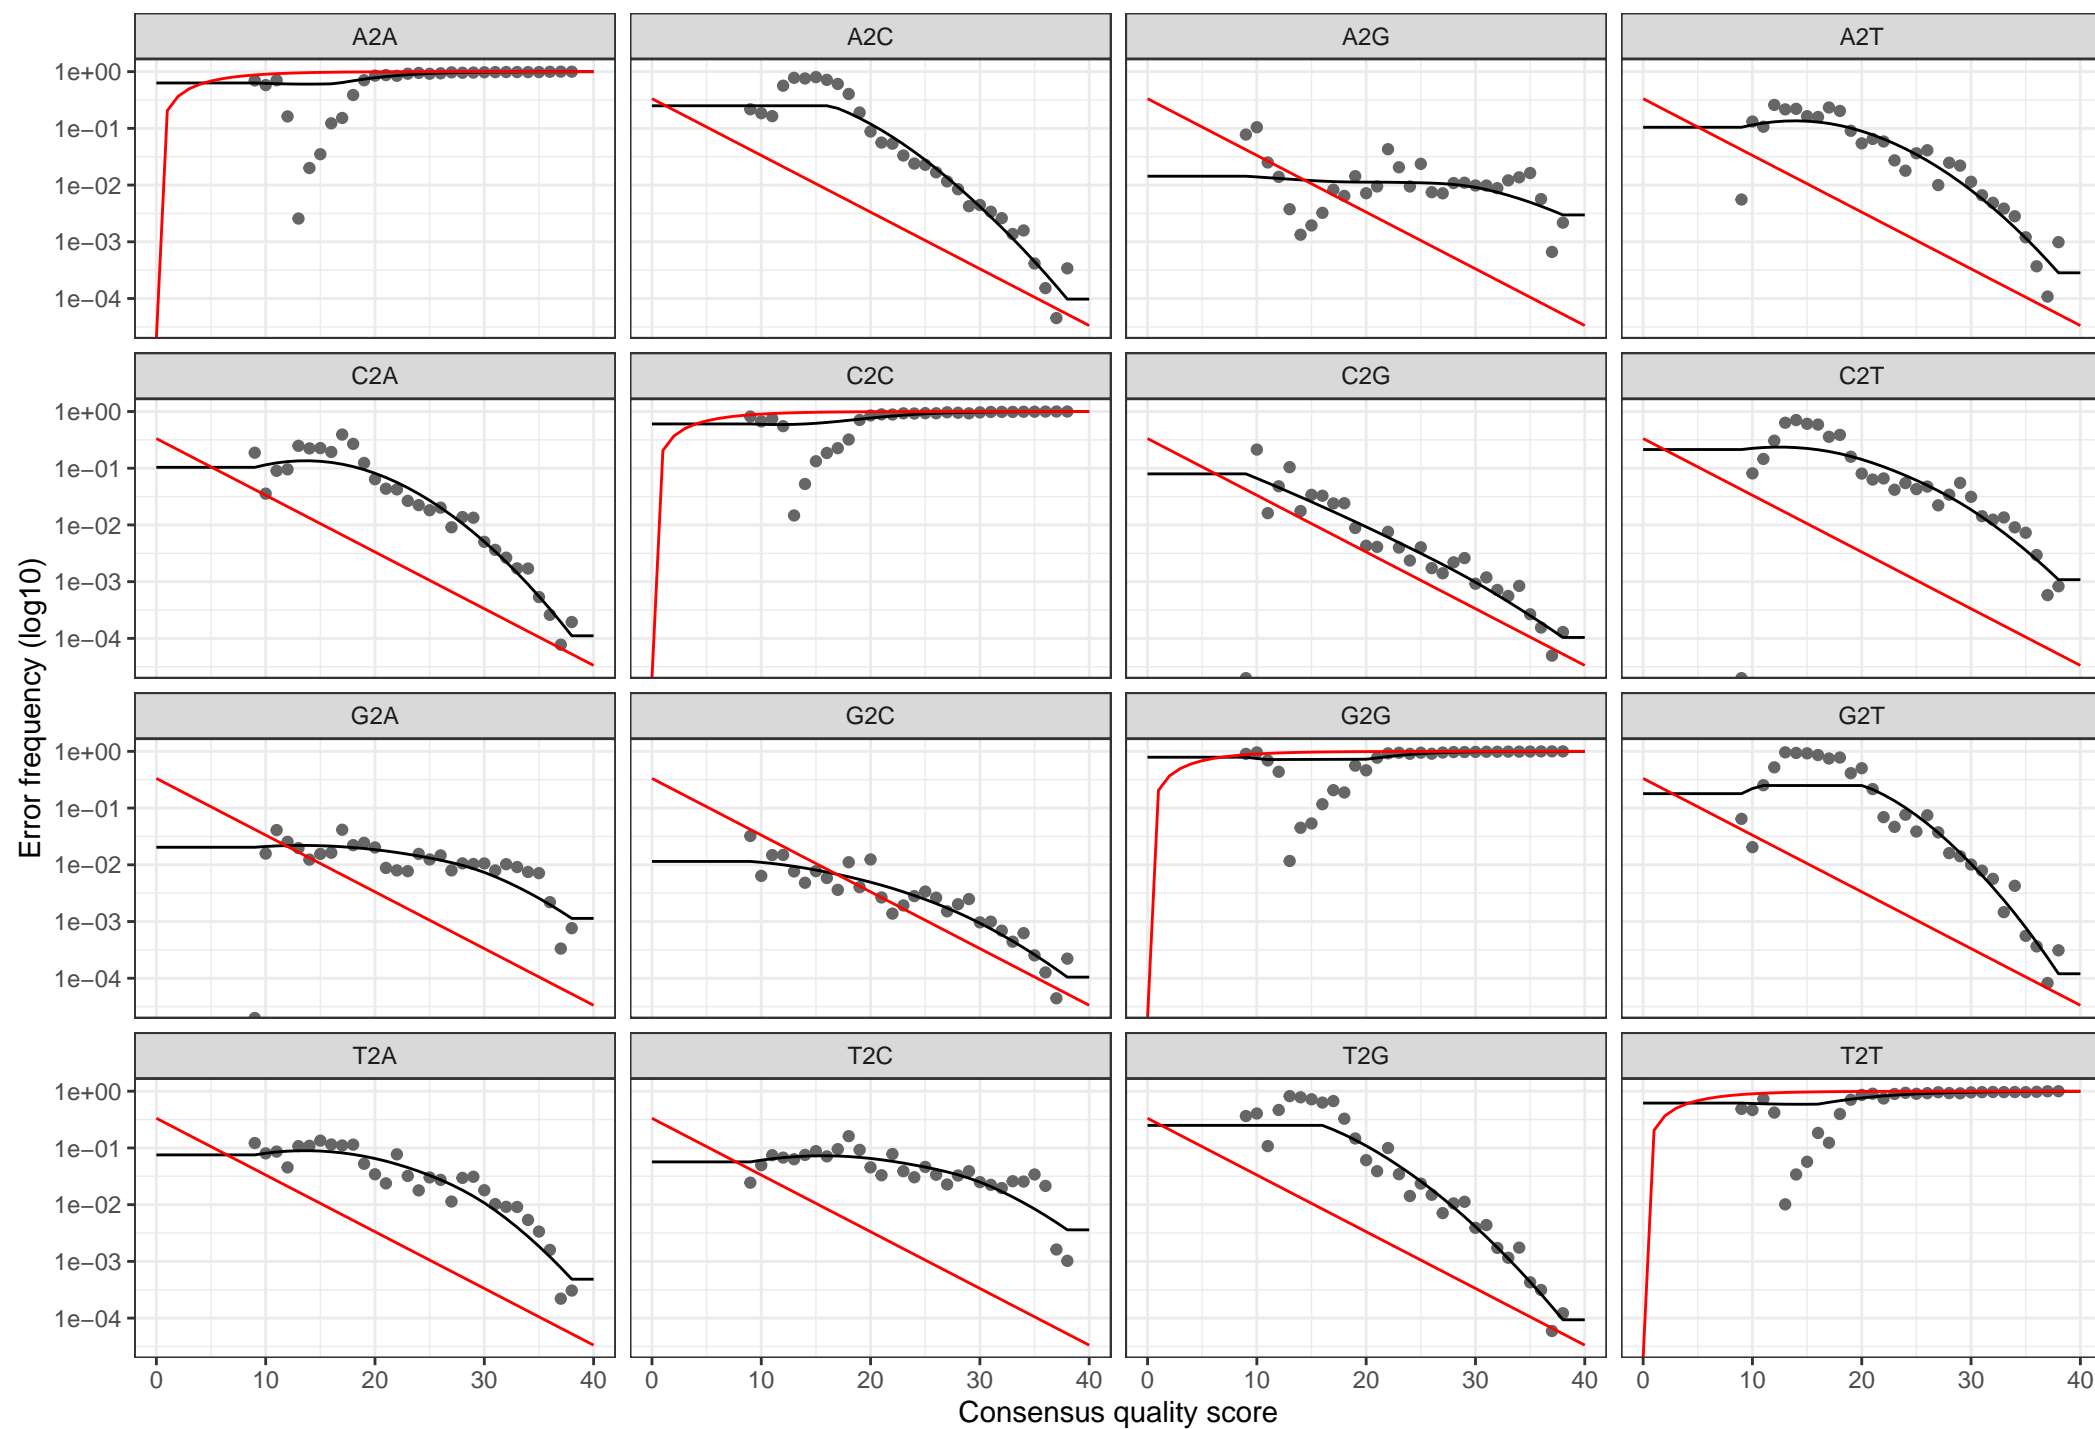 A2A A2C A2G A2T
1e+00
1e−01
1e−02
1e−03
1e−04
C2A C2C C2G C2T
1e+00
1e−01
1e−02
1e−03
1e−04
G2A G2C G2G G2T
1e+00
1e−01
1e−02
1e−03
1e−04
T2A T2C T2G T2T
1e+00
1e−01
1e−02
1e−03
1e−04
0 10 20 30 40 0 10 20 30 40 0 10 20 30 40 0 10 20 30 40
Consensus quality score
Error frequency (log10)